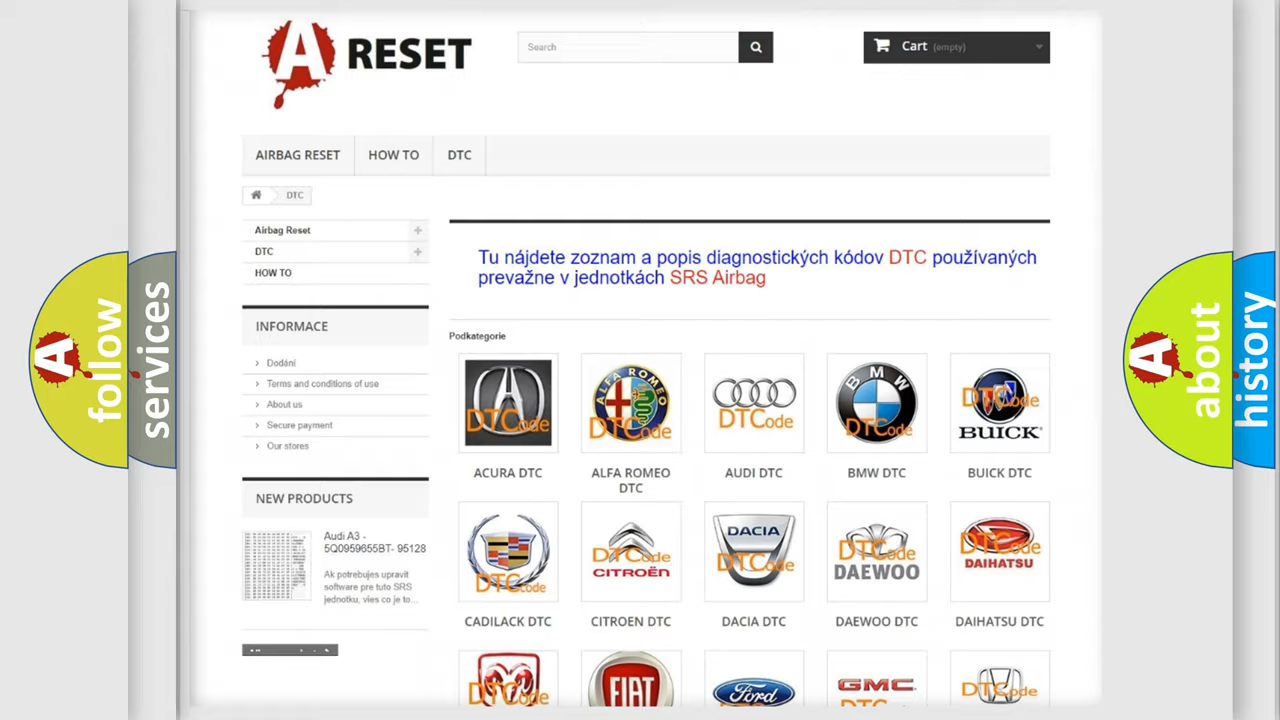 A RESET
Search
Cart (empty)
AIRBAG RESET
HOW TO
DTC
DTC
Airbag Reset
DTC
HOW TO
INFORMACE
Dodání
Terms and conditions of use
About us
Secure payment
Our stores
NEW PRODUCTS
Audi A3 -
5Q0959655BT- 95128
Ak potrebujes upravit
software pre tuto SRS
jednotku, vies co je to...
Tu nájdete zoznam a popis diagnostických kódov DTC používaných
prevažne v jednotkách SRS Airbag
Podkategorie
DTCode
ALFA ROMEO
DTCode
DTCode
BMW
DTCode
DTCode
BUICK
ACURA DTC
ALFA ROMEO
DTC
AUDI DTC
BMW DTC
BUICK DTC
DTCode
DTCode
CITROËN
DACIA
DTCode
DTCode
DAEWOO
DTCode
DAIHATSU
CADILACK DTC
CITROEN DTC
DACIA DTC
DAEWOO DTC
DAIHATSU DTC
DTCode
FIAT
Ford
GMC
DTCode
A follow
services
A about
history